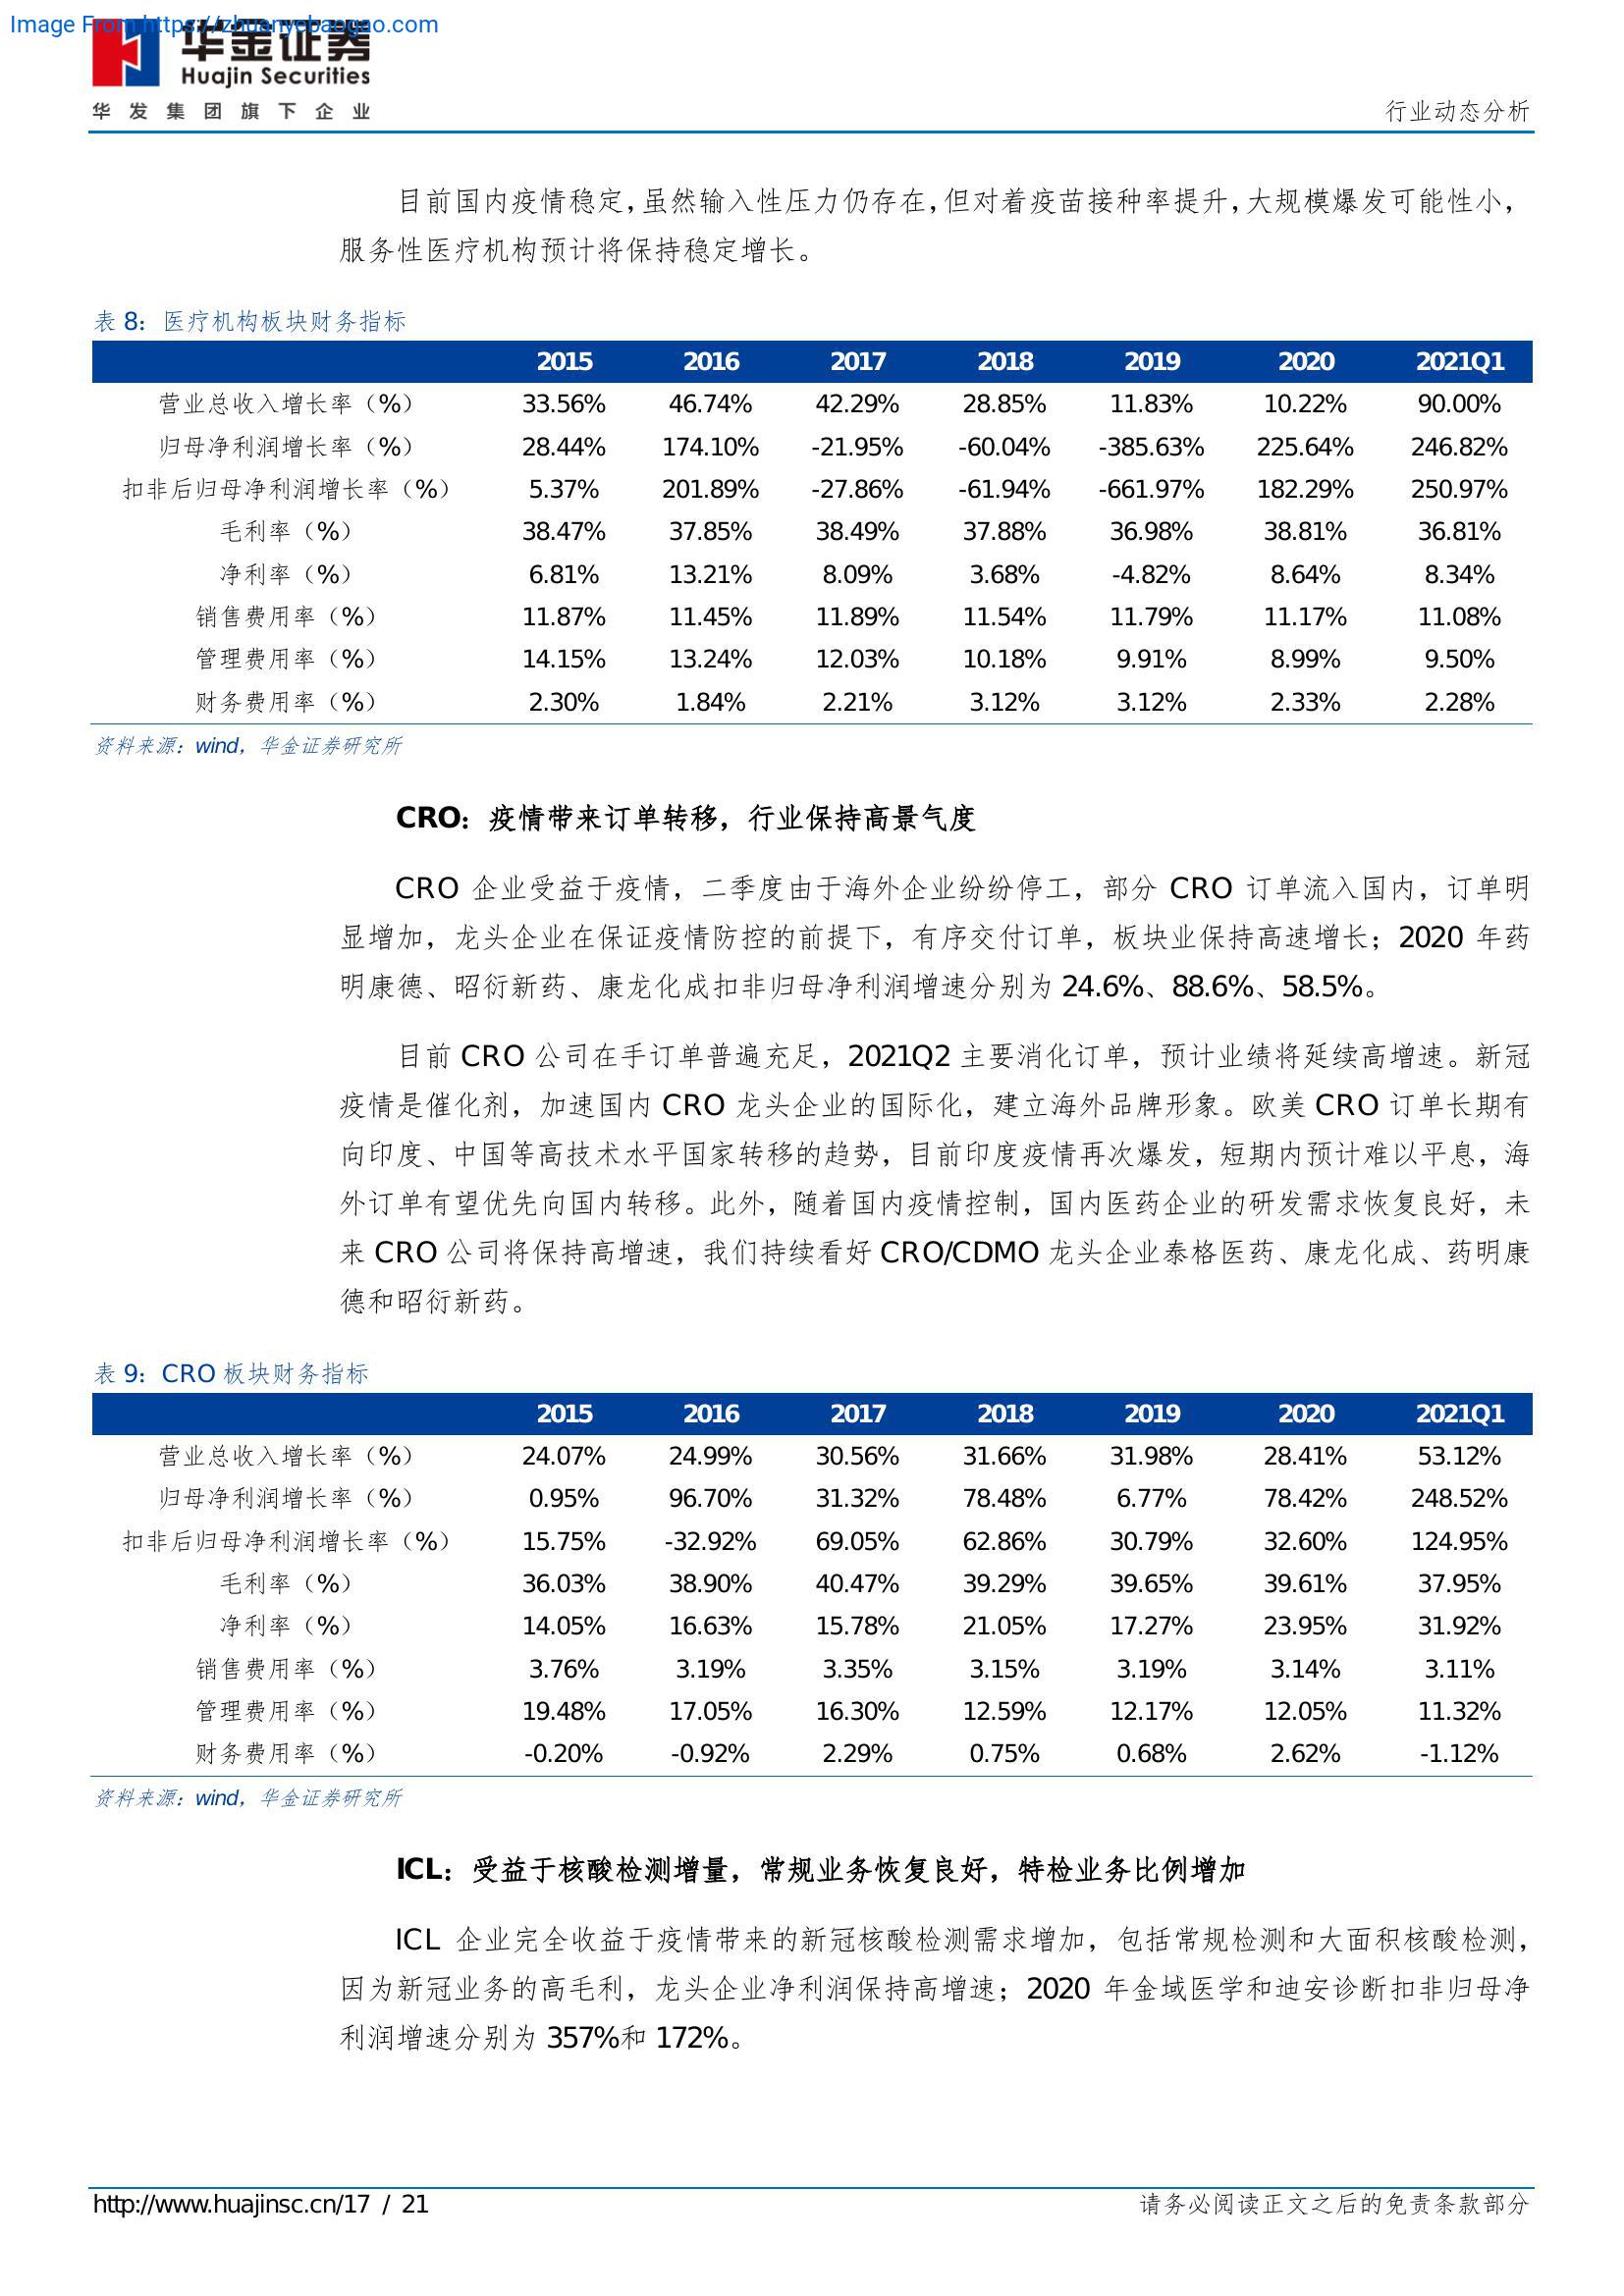 Image From https://zhuanyebaogao.com
华金证券
Huajin Securities
华发集团旗下企业
行业动态分析
目前国内疫情稳定，虽然输入性压力仍存在，但对着疫苗接种率提升，大规模爆发可能性小，
服务性医疗机构预计将保持稳定增长。
表 8：医疗机构板块财务指标
2015 2016 2017 2018 2019 2020 2021Q1
营业总收入增长率（%） 33.56% 46.74% 42.29% 28.85% 11.83% 10.22% 90.00%
归母净利润增长率（%） 28.44% 174.10% -21.95% -60.04% -385.63% 225.64% 246.82%
扣非后归母净利润增长率（%） 5.37% 201.89% -27.86% -61.94% -661.97% 182.29% 250.97%
毛利率（%） 38.47% 37.85% 38.49% 37.88% 36.98% 38.81% 36.81%
净利率（%） 6.81% 13.21% 8.09% 3.68% -4.82% 8.64% 8.34%
销售费用率（%） 11.87% 11.45% 11.89% 11.54% 11.79% 11.17% 11.08%
管理费用率（%） 14.15% 13.24% 12.03% 10.18% 9.91% 8.99% 9.50%
财务费用率（%） 2.30% 1.84% 2.21% 3.12% 3.12% 2.33% 2.28%
资料来源：wind，华金证券研究所
CRO：疫情带来订单转移，行业保持高景气度
CRO 企业受益于疫情，二季度由于海外企业纷纷停工，部分 CRO 订单流入国内，订单明
显增加，龙头企业在保证疫情防控的前提下，有序交付订单，板块业保持高速增长；2020 年药
明康德、昭衍新药、康龙化成扣非归母净利润增速分别为 24.6%、88.6%、58.5%。
目前 CRO 公司在手订单普遍充足，2021Q2 主要消化订单，预计业绩将延续高增速。新冠
疫情是催化剂，加速国内 CRO 龙头企业的国际化，建立海外品牌形象。欧美 CRO 订单长期有
向印度、中国等高技术水平国家转移的趋势，目前印度疫情再次爆发，短期内预计难以平息，海
外订单有望优先向国内转移。此外，随着国内疫情控制，国内医药企业的研发需求恢复良好，未
来 CRO 公司将保持高增速，我们持续看好 CRO/CDMO 龙头企业泰格医药、康龙化成、药明康
德和昭衍新药。
表 9：CRO 板块财务指标
2015 2016 2017 2018 2019 2020 2021Q1
营业总收入增长率（%） 24.07% 24.99% 30.56% 31.66% 31.98% 28.41% 53.12%
归母净利润增长率（%） 0.95% 96.70% 31.32% 78.48% 6.77% 78.42% 248.52%
扣非后归母净利润增长率（%） 15.75% -32.92% 69.05% 62.86% 30.79% 32.60% 124.95%
毛利率（%） 36.03% 38.90% 40.47% 39.29% 39.65% 39.61% 37.95%
净利率（%） 14.05% 16.63% 15.78% 21.05% 17.27% 23.95% 31.92%
销售费用率（%） 3.76% 3.19% 3.35% 3.15% 3.19% 3.14% 3.11%
管理费用率（%） 19.48% 17.05% 16.30% 12.59% 12.17% 12.05% 11.32%
财务费用率（%） -0.20% -0.92% 2.29% 0.75% 0.68% 2.62% -1.12%
资料来源：wind，华金证券研究所
ICL：受益于核酸检测增量，常规业务恢复良好，特检业务比例增加
ICL 企业完全收益于疫情带来的新冠核酸检测需求增加，包括常规检测和大面积核酸检测，
因为新冠业务的高毛利，龙头企业净利润保持高增速；2020 年金域医学和迪安诊断扣非归母净
利润增速分别为 357%和 172%。
http://www.huajinsc.cn/17 / 21
请务必阅读正文之后的免责条款部分